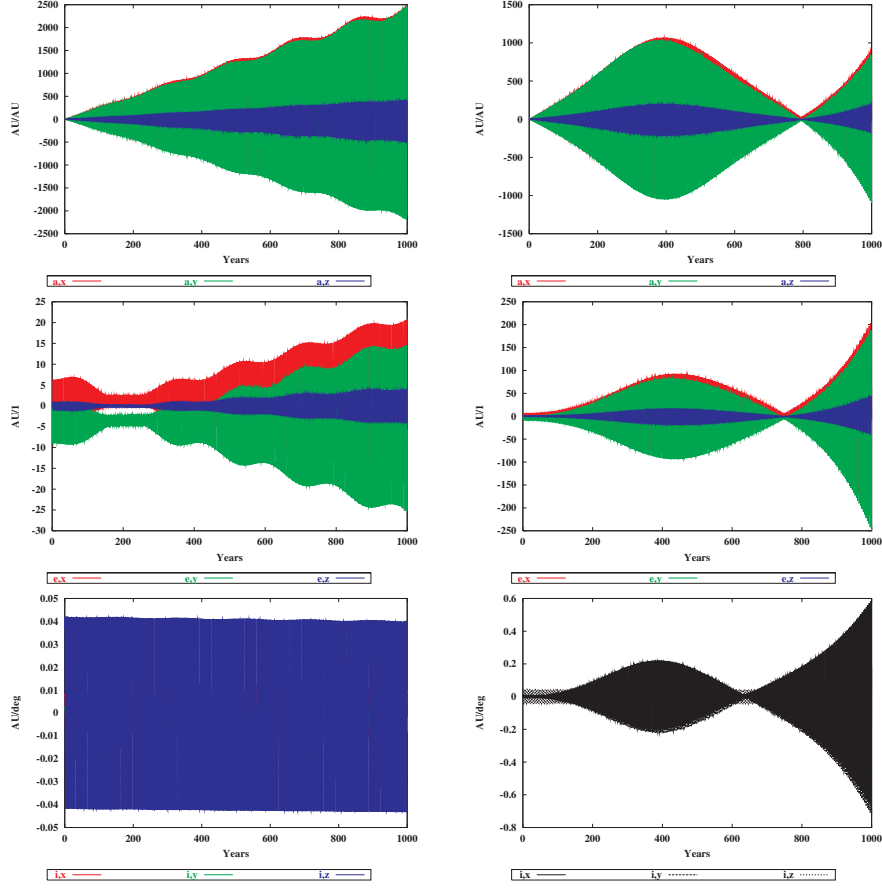 2500
2000
1500
1000
500
0
-500
-1000
-1500
-2000
-2500
AU/AU
0 200 400 600 800 1000
Years
a,x a,y a,z
1500
1000
500
0
-500
-1000
-1500
AU/AU
0 200 400 600 800 1000
Years
a,x a,y a,z
25
20
15
10
5
0
-5
-10
-15
-20
-25
-30
AU/1
0 200 400 600 800 1000
Years
e,x e,y e,z
250
200
150
100
50
0
-50
-100
-150
-200
-250
AU/1
0 200 400 600 800 1000
Years
e,x e,y e,z
0.05
0.04
0.03
0.02
0.01
0
-0.01
-0.02
-0.03
-0.04
-0.05
AU/deg
0 200 400 600 800 1000
Years
i,x i,y i,z
0.6
0.4
0.2
0
-0.2
-0.4
-0.6
-0.8
AU/deg
0 200 400 600 800 1000
Years
i,x i,y i,z